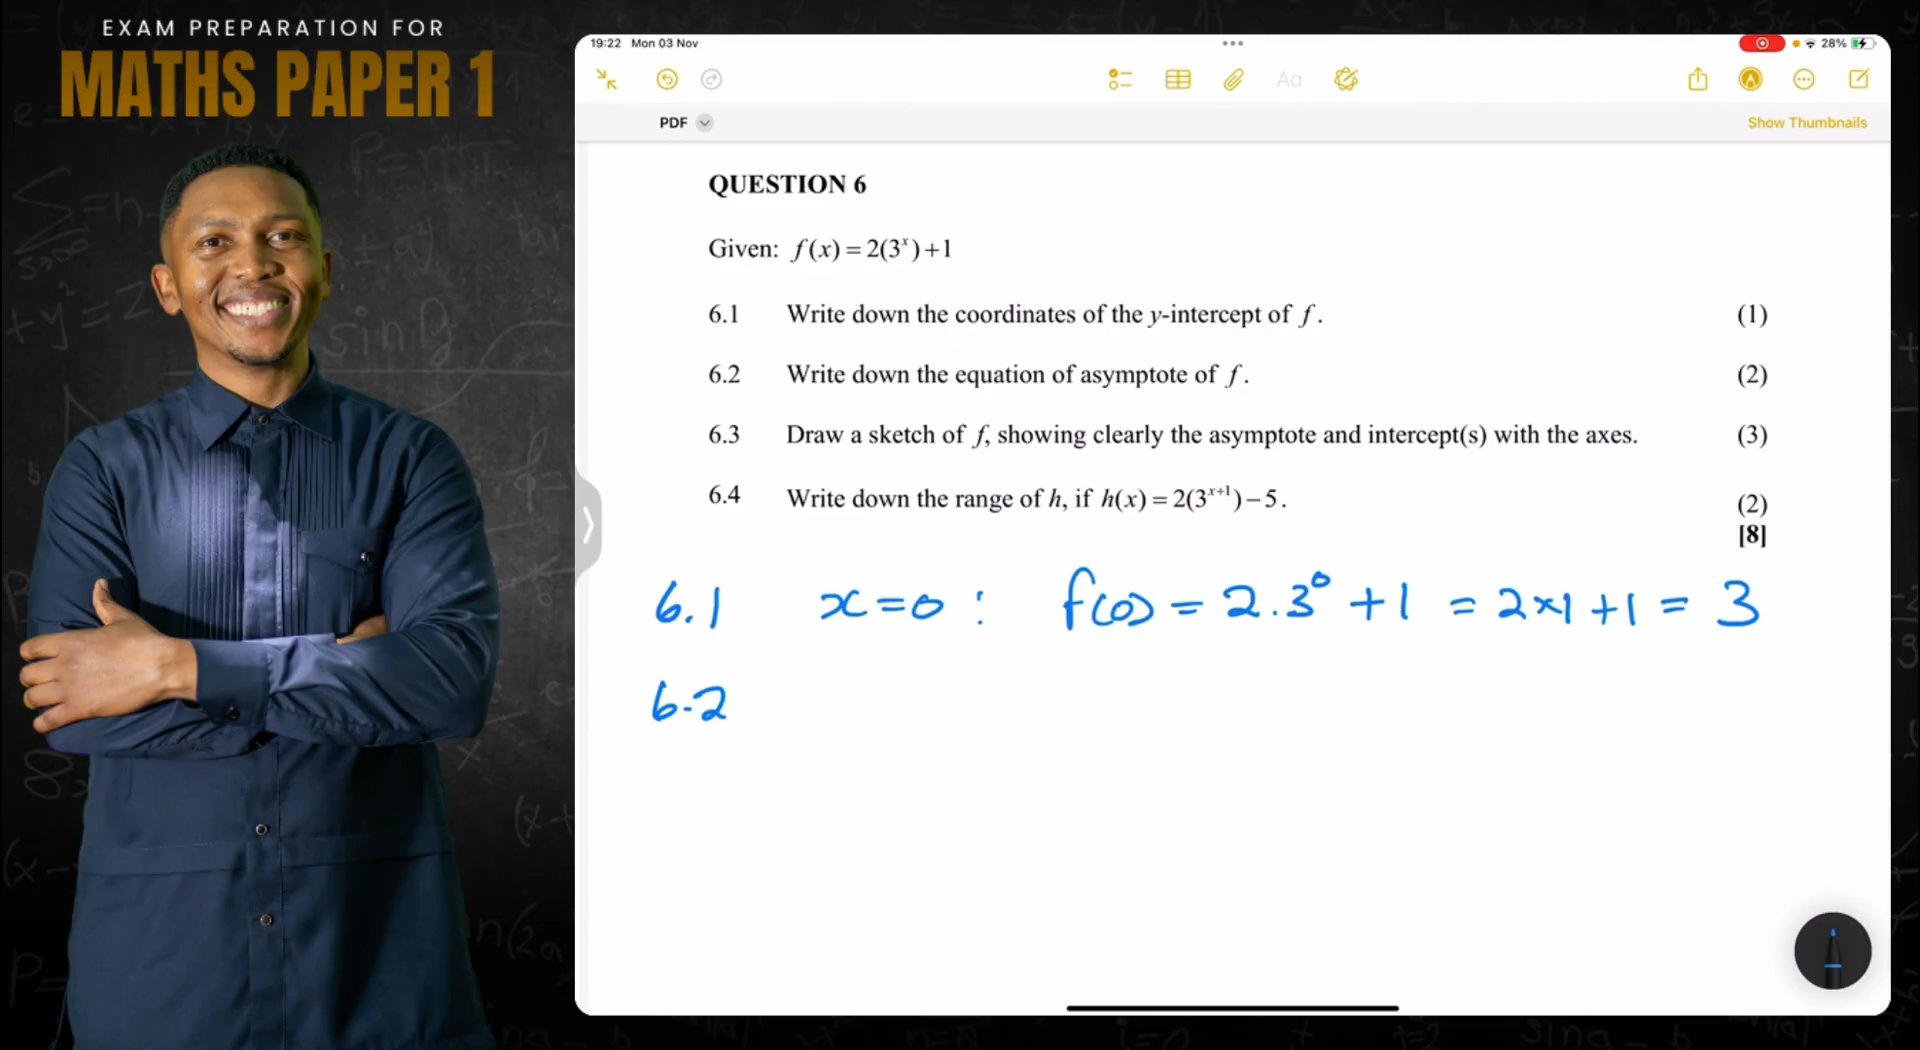 EXAM PREPARATION FOR
MATHS PAPER 1
19:22 Mon 03 Nov
28%
Aa
PDF
Show Thumbnails
QUESTION 6
Given: f(x) = 2(3ˣ) + 1
6.1 Write down the coordinates of the y-intercept of f. (1)
6.2 Write down the equation of asymptote of f. (2)
6.3 Draw a sketch of f, showing clearly the asymptote and intercept(s) with the axes. (3)
6.4 Write down the range of h, if h(x) = 2(3ˣ⁺¹) − 5. (2)
[8]
6.1 x=0 : f(0) = 2.3⁰ + 1 = 2×1 + 1 = 3
6.2